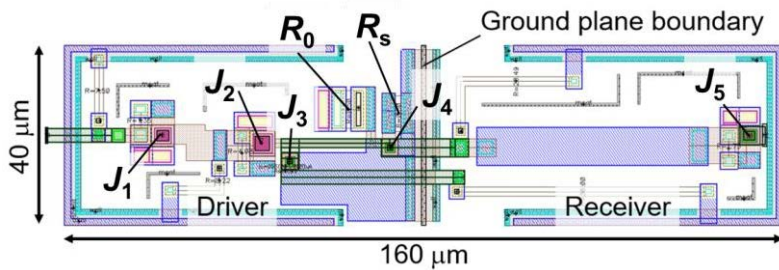 Ground plane boundary
R0
Rs
J2
J3
J4
J5
J1
40 μm
Driver
Receiver
160 μm